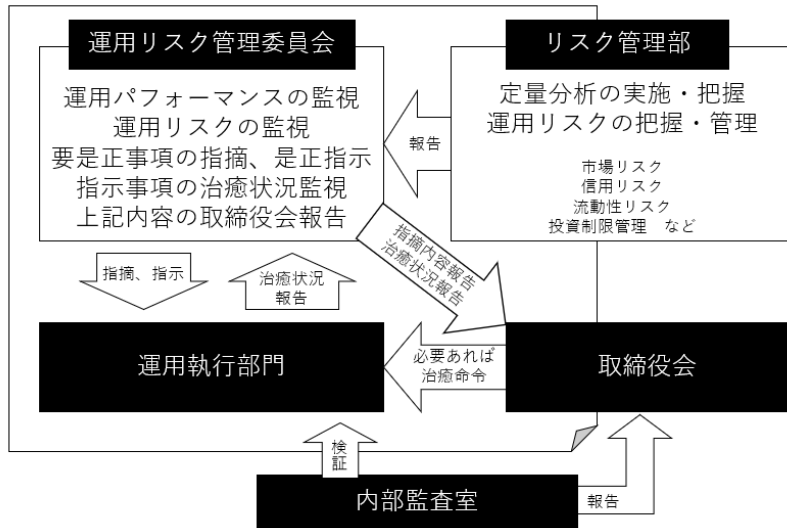 運用リスク管理委員会
運用パフォーマンスの監視
運用リスクの監視
要是正事項の指摘、是正指示
指示事項の治癒状況監視
上記内容の取締役会報告
報告
リスク管理部
定量分析の実施・把握
運用リスクの把握・管理
市場リスク
信用リスク
流動性リスク
投資制限管理　など
指摘、指示
治癒状況
報告
指摘内容報告
治癒状況報告
運用執行部門
必要あれば
治癒命令
取締役会
検証
内部監査室
報告